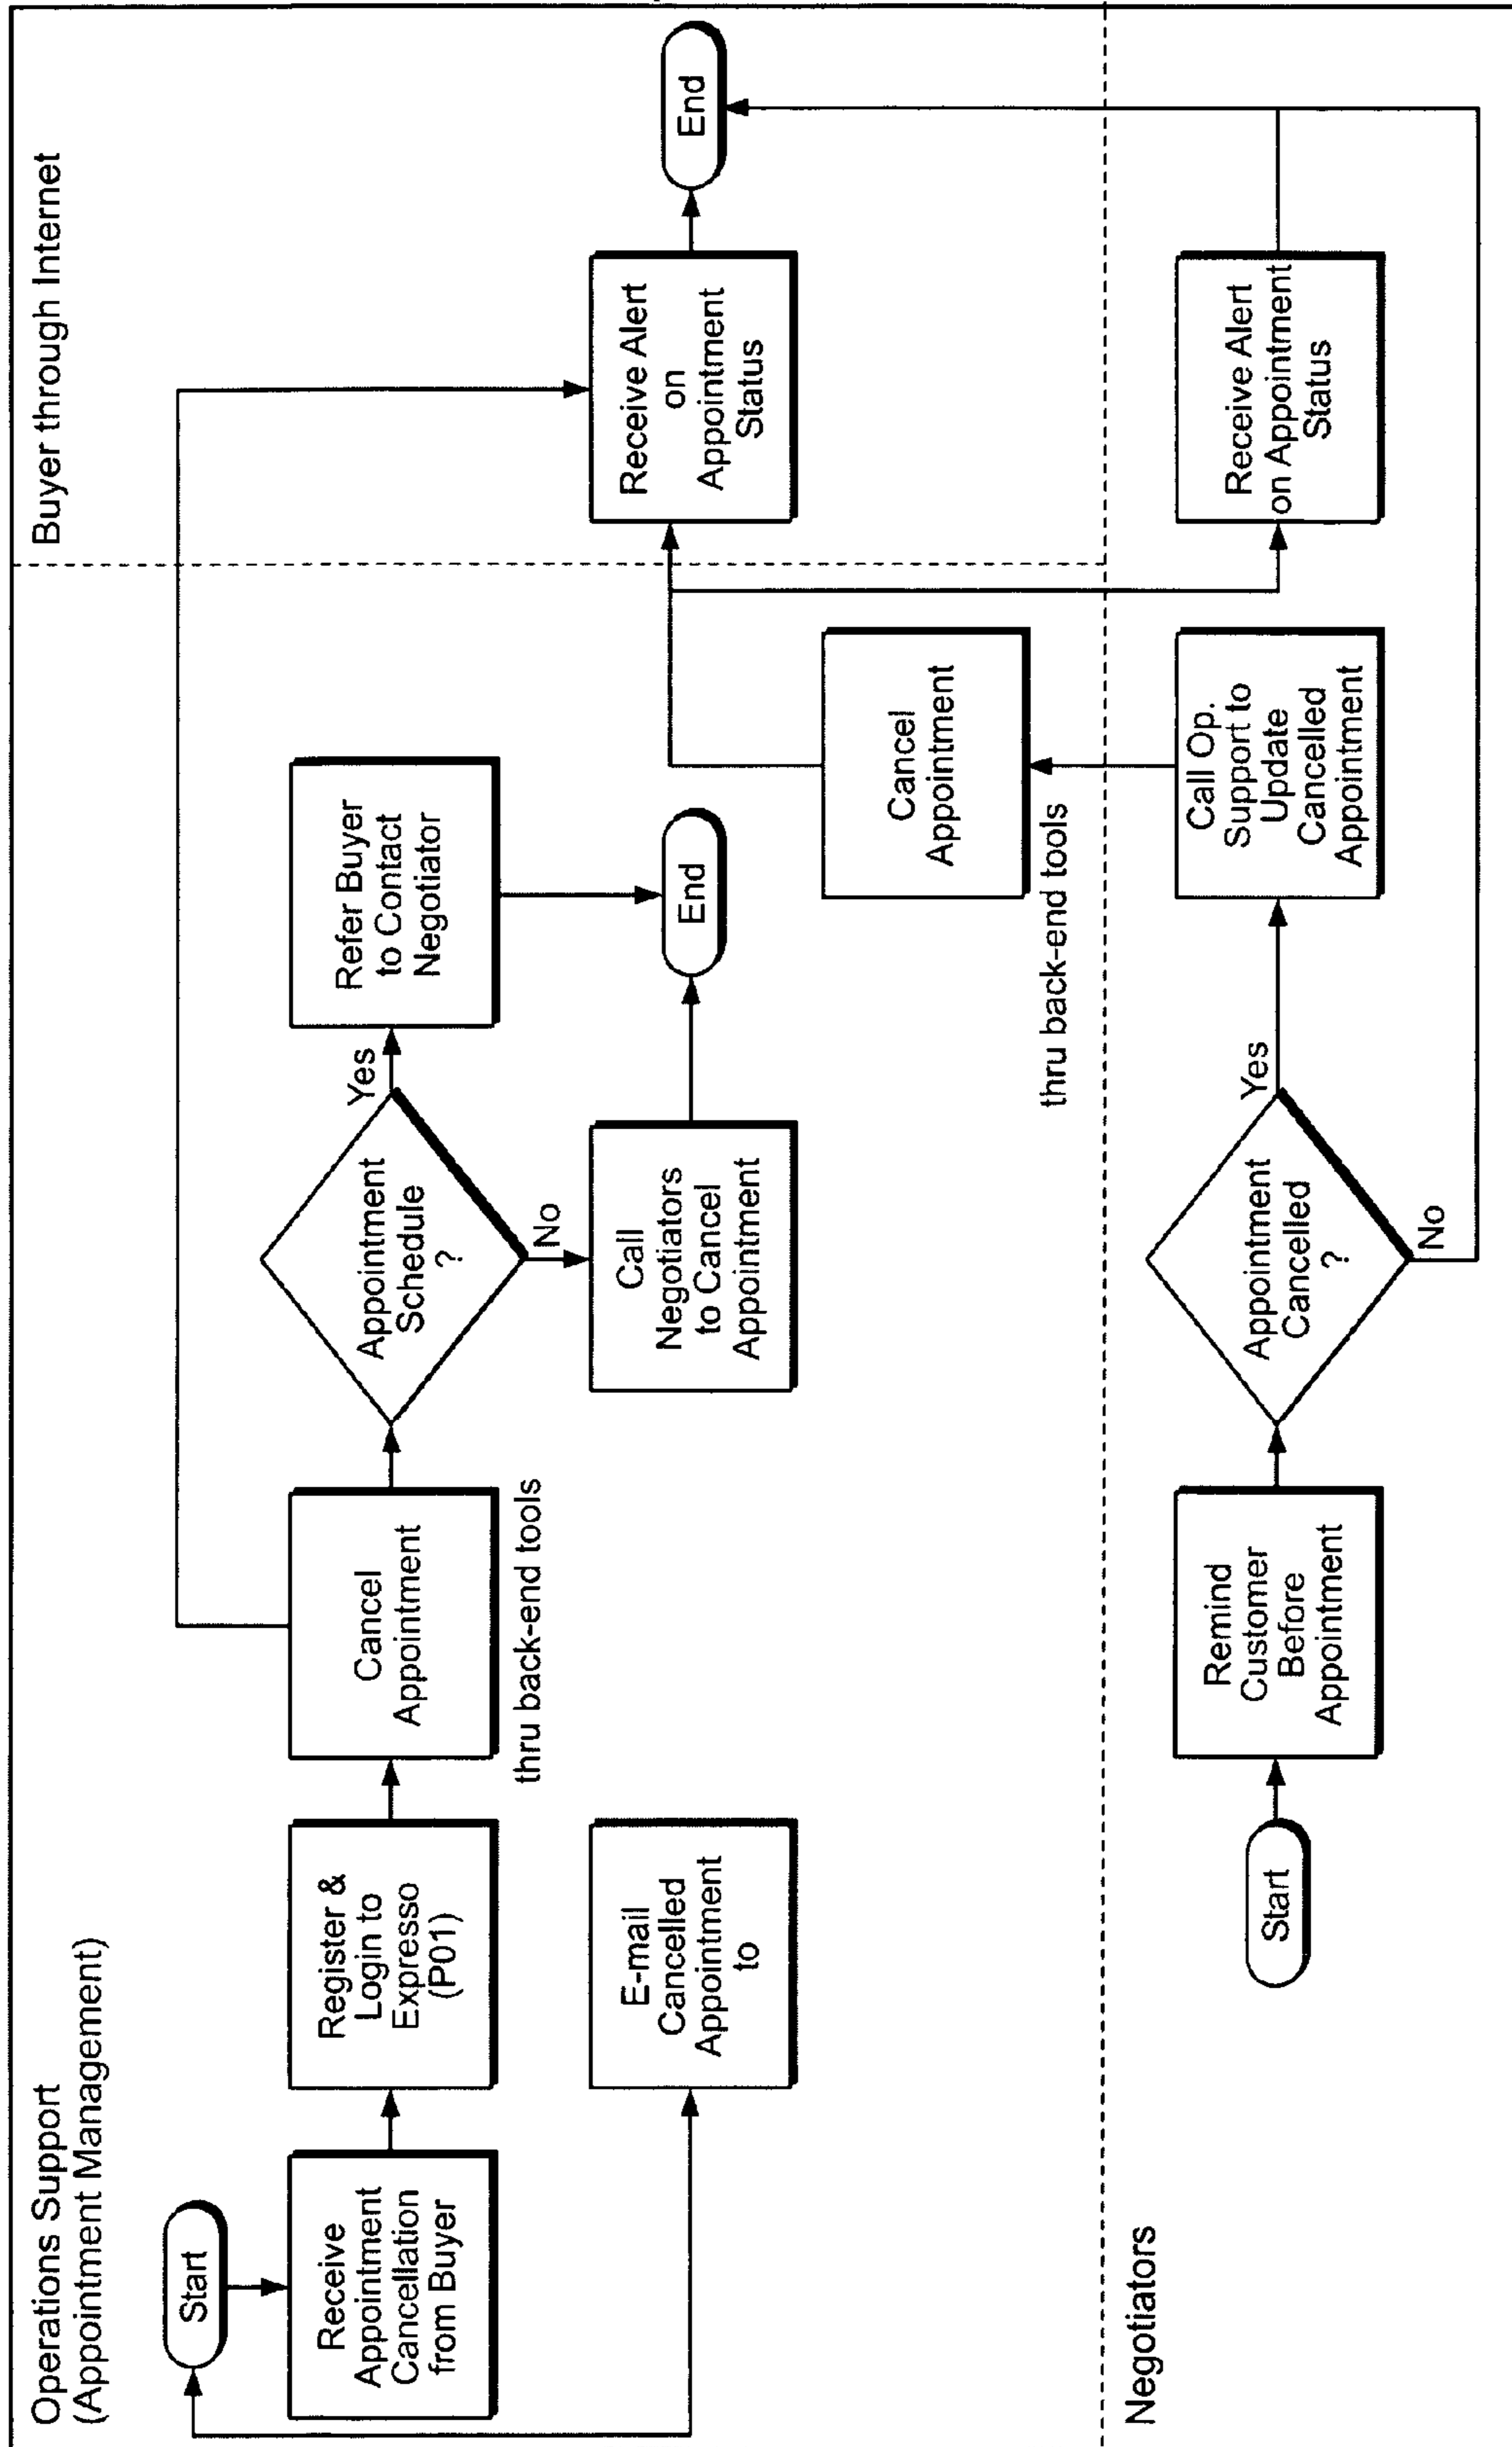 Operations Support
(Appointment Management)
Buyer through Internet
Start
Receive
Appointment
Cancellation
from Buyer
Register &
Login to
Expresso
(P01)
Cancel
Appointment
thru back-end tools
Appointment
Schedule
?
Yes
No
Refer Buyer
to Contact
Negotiator
E-mail
Cancelled
Appointment
to
Call
Negotiators
to Cancel
Appointment
End
Receive Alert
on
Appointment
Status
End
Cancel
Appointment
thru back-end tools
Negotiators
Start
Remind
Customer
Before
Appointment
Appointment
Cancelled
?
Yes
No
Call Op.
Support to
Update
Cancelled
Appointment
Receive Alert
on Appointment
Status